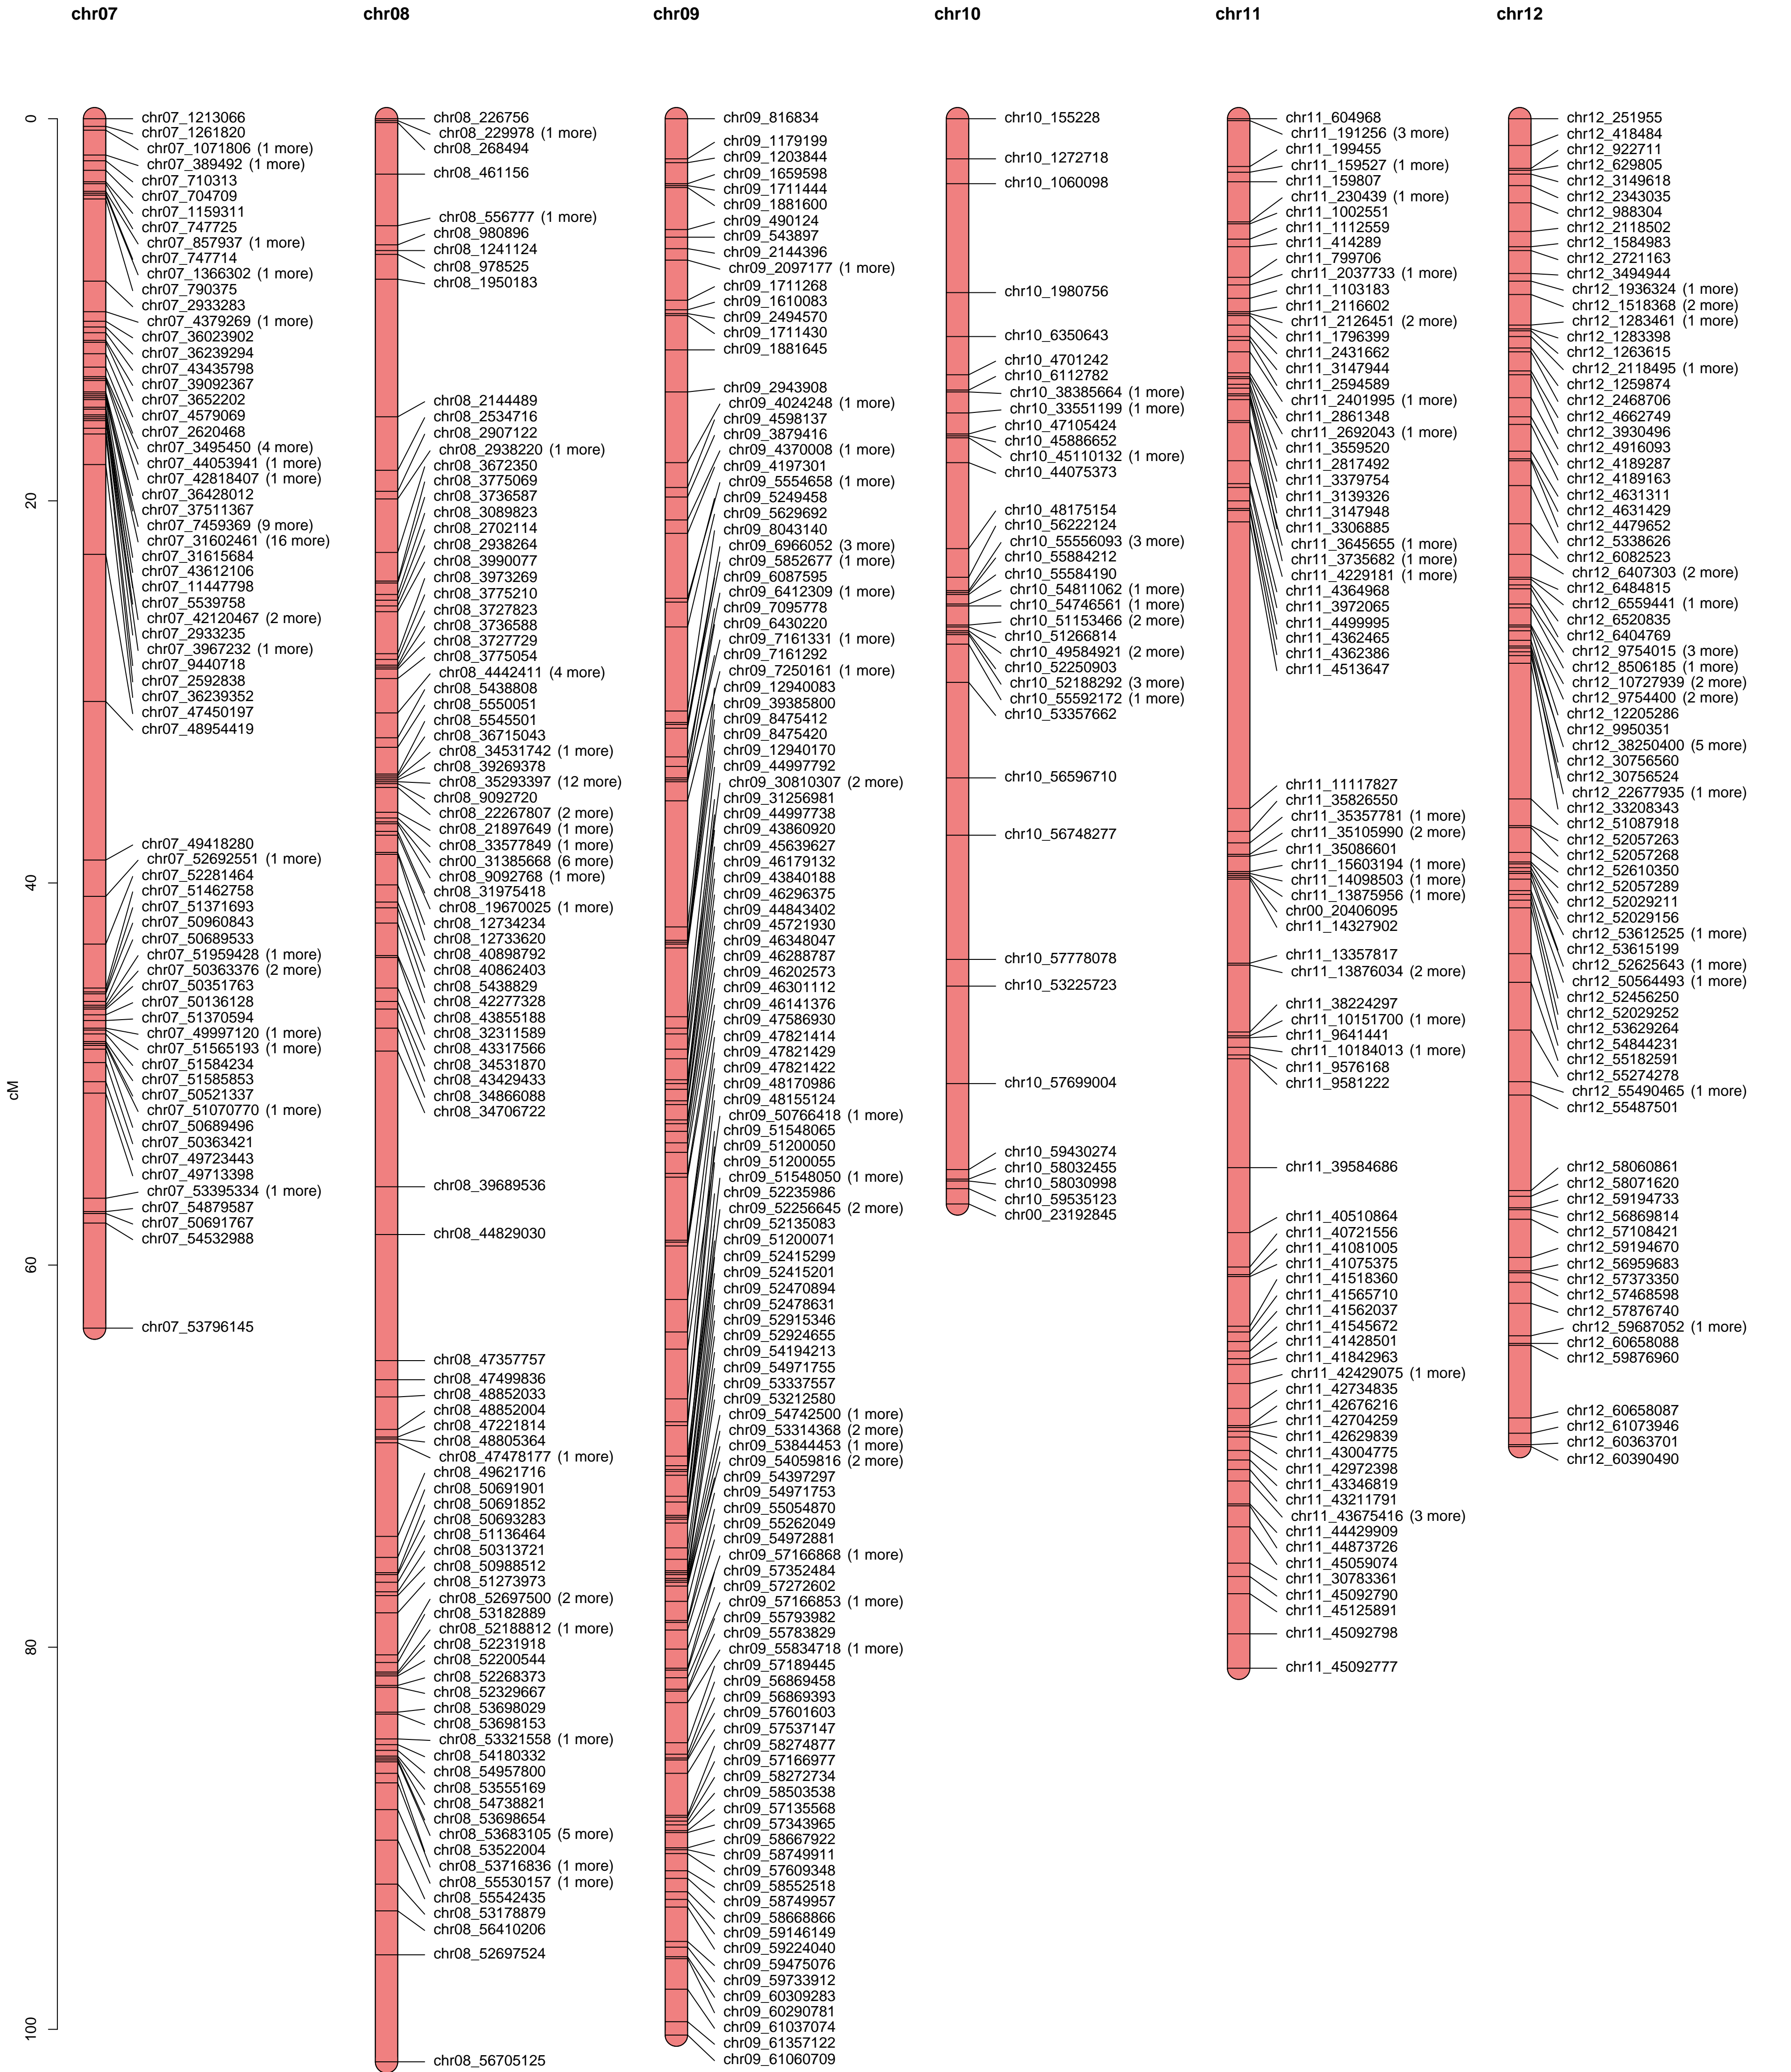 chr07
chr08
chr09
chr10
chr11
chr12
cM
0
20
40
60
80
100
chr07_1213066
chr07_1261820
chr07_1071806 (1 more)
chr07_389492 (1 more)
chr07_710313
chr07_704709
chr07_1159311
chr07_747725
chr07_857937 (1 more)
chr07_747714
chr07_1366302 (1 more)
chr07_790375
chr07_2933283
chr07_4379269 (1 more)
chr07_36023902
chr07_36239294
chr07_43435798
chr07_39092367
chr07_3652202
chr07_4579069
chr07_2620468
chr07_3495450 (4 more)
chr07_44053941 (1 more)
chr07_42818407 (1 more)
chr07_36428012
chr07_37511367
chr07_7459369 (9 more)
chr07_31602461 (16 more)
chr07_31615684
chr07_43612106
chr07_11447798
chr07_5539758
chr07_42120467 (2 more)
chr07_2933235
chr07_3967232 (1 more)
chr07_9440718
chr07_2592838
chr07_36239352
chr07_47450197
chr07_48954419
chr07_49418280
chr07_52692551 (1 more)
chr07_52281464
chr07_51462758
chr07_51371693
chr07_50960843
chr07_50689533
chr07_51959428 (1 more)
chr07_50363376 (2 more)
chr07_50351763
chr07_50136128
chr07_51370594
chr07_49997120 (1 more)
chr07_51565193 (1 more)
chr07_51584234
chr07_51585853
chr07_50521337
chr07_51070770 (1 more)
chr07_50689496
chr07_50363421
chr07_49723443
chr07_49713398
chr07_53395334 (1 more)
chr07_54879587
chr07_50691767
chr07_54532988
chr07_53796145
chr08_226756
chr08_229978 (1 more)
chr08_268494
chr08_461156
chr08_556777 (1 more)
chr08_980896
chr08_1241124
chr08_978525
chr08_1950183
chr08_2144489
chr08_2534716
chr08_2907122
chr08_2938220 (1 more)
chr08_3672350
chr08_3775069
chr08_3736587
chr08_3089823
chr08_2702114
chr08_2938264
chr08_3990077
chr08_3973269
chr08_3775210
chr08_3727823
chr08_3736588
chr08_3727729
chr08_3775054
chr08_4442411 (4 more)
chr08_5438808
chr08_5550051
chr08_5545501
chr08_36715043
chr08_34531742 (1 more)
chr08_39269378
chr08_35293397 (12 more)
chr08_9092720
chr08_22267807 (2 more)
chr08_21897649 (1 more)
chr08_33577849 (1 more)
chr00_31385668 (6 more)
chr08_9092768 (1 more)
chr08_31975418
chr08_19670025 (1 more)
chr08_12734234
chr08_12733620
chr08_40898792
chr08_40862403
chr08_5438829
chr08_42277328
chr08_43855188
chr08_32311589
chr08_43317566
chr08_34531870
chr08_43429433
chr08_34866088
chr08_34706722
chr08_39689536
chr08_44829030
chr08_47357757
chr08_47499836
chr08_48852033
chr08_48852004
chr08_47221814
chr08_48805364
chr08_47478177 (1 more)
chr08_49621716
chr08_50691901
chr08_50691852
chr08_50693283
chr08_51136464
chr08_50313721
chr08_50988512
chr08_51273973
chr08_52697500 (2 more)
chr08_53182889
chr08_52188812 (1 more)
chr08_52231918
chr08_52200544
chr08_52268373
chr08_52329667
chr08_53698029
chr08_53698153
chr08_53321558 (1 more)
chr08_54180332
chr08_54957800
chr08_53555169
chr08_54738821
chr08_53698654
chr08_53683105 (5 more)
chr08_53522004
chr08_53716836 (1 more)
chr08_55530157 (1 more)
chr08_55542435
chr08_53178879
chr08_56410206
chr08_52697524
chr08_56705125
chr09_816834
chr09_1179199
chr09_1203844
chr09_1659598
chr09_1711444
chr09_1881600
chr09_490124
chr09_543897
chr09_2144396
chr09_2097177 (1 more)
chr09_1711268
chr09_1610083
chr09_2494570
chr09_1711430
chr09_1881645
chr09_2943908
chr09_4024248 (1 more)
chr09_4598137
chr09_3879416
chr09_4370008 (1 more)
chr09_4197301
chr09_5554658 (1 more)
chr09_5249458
chr09_5629692
chr09_8043140
chr09_6966052 (3 more)
chr09_5852677 (1 more)
chr09_6087595
chr09_6412309 (1 more)
chr09_7095778
chr09_6430220
chr09_7161331 (1 more)
chr09_7161292
chr09_7250161 (1 more)
chr09_12940083
chr09_39385800
chr09_8475412
chr09_8475420
chr09_12940170
chr09_44997792
chr09_30810307 (2 more)
chr09_31256981
chr09_44997738
chr09_43860920
chr09_45639627
chr09_46179132
chr09_43840188
chr09_46296375
chr09_44843402
chr09_45721930
chr09_46348047
chr09_46288787
chr09_46202573
chr09_46301112
chr09_46141376
chr09_47586930
chr09_47821414
chr09_47821429
chr09_47821422
chr09_48170986
chr09_48155124
chr09_50766418 (1 more)
chr09_51548065
chr09_51200050
chr09_51200055
chr09_51548050 (1 more)
chr09_52235986
chr09_52256645 (2 more)
chr09_52135083
chr09_51200071
chr09_52415299
chr09_52415201
chr09_52470894
chr09_52478631
chr09_52915346
chr09_52924655
chr09_54194213
chr09_54971755
chr09_53337557
chr09_53212580
chr09_54742500 (1 more)
chr09_53314368 (2 more)
chr09_53844453 (1 more)
chr09_54059816 (2 more)
chr09_54397297
chr09_54971753
chr09_55054870
chr09_55262049
chr09_54972881
chr09_57166868 (1 more)
chr09_57352484
chr09_57272602
chr09_57166853 (1 more)
chr09_55793982
chr09_55783829
chr09_55834718 (1 more)
chr09_57189445
chr09_56869458
chr09_56869393
chr09_57601603
chr09_57537147
chr09_58274877
chr09_57166977
chr09_58272734
chr09_58503538
chr09_57135568
chr09_57343965
chr09_58667922
chr09_58749911
chr09_57609348
chr09_58552518
chr09_58749957
chr09_58668866
chr09_59146149
chr09_59224040
chr09_59475076
chr09_59733912
chr09_60309283
chr09_60290781
chr09_61037074
chr09_61357122
chr09_61060709
chr10_155228
chr10_1272718
chr10_1060098
chr10_1980756
chr10_6350643
chr10_4701242
chr10_6112782
chr10_38385664 (1 more)
chr10_33551199 (1 more)
chr10_47105424
chr10_45886652
chr10_45110132 (1 more)
chr10_44075373
chr10_48175154
chr10_56222124
chr10_55556093 (3 more)
chr10_55884212
chr10_55584190
chr10_54811062 (1 more)
chr10_54746561 (1 more)
chr10_51153466 (2 more)
chr10_51266814
chr10_49584921 (2 more)
chr10_52250903
chr10_52188292 (3 more)
chr10_55592172 (1 more)
chr10_53357662
chr10_56596710
chr10_56748277
chr10_57778078
chr10_53225723
chr10_57699004
chr10_59430274
chr10_58032455
chr10_58030998
chr10_59535123
chr00_23192845
chr11_604968
chr11_191256 (3 more)
chr11_199455
chr11_159527 (1 more)
chr11_159807
chr11_230439 (1 more)
chr11_1002551
chr11_1112559
chr11_414289
chr11_799706
chr11_2037733 (1 more)
chr11_1103183
chr11_2116602
chr11_2126451 (2 more)
chr11_1796399
chr11_2431662
chr11_3147944
chr11_2594589
chr11_2401995 (1 more)
chr11_2861348
chr11_2692043 (1 more)
chr11_3559520
chr11_2817492
chr11_3379754
chr11_3139326
chr11_3147948
chr11_3306885
chr11_3645655 (1 more)
chr11_3735682 (1 more)
chr11_4229181 (1 more)
chr11_4364968
chr11_3972065
chr11_4499995
chr11_4362465
chr11_4362386
chr11_4513647
chr11_11117827
chr11_35826550
chr11_35357781 (1 more)
chr11_35105990 (2 more)
chr11_35086601
chr11_15603194 (1 more)
chr11_14098503 (1 more)
chr11_13875956 (1 more)
chr00_20406095
chr11_14327902
chr11_13357817
chr11_13876034 (2 more)
chr11_38224297
chr11_10151700 (1 more)
chr11_9641441
chr11_10184013 (1 more)
chr11_9576168
chr11_9581222
chr11_39584686
chr11_40510864
chr11_40721556
chr11_41081005
chr11_41075375
chr11_41518360
chr11_41565710
chr11_41562037
chr11_41545672
chr11_41428501
chr11_41842963
chr11_42429075 (1 more)
chr11_42734835
chr11_42676216
chr11_42704259
chr11_42629839
chr11_43004775
chr11_42972398
chr11_43346819
chr11_43211791
chr11_43675416 (3 more)
chr11_44429909
chr11_44873726
chr11_45059074
chr11_30783361
chr11_45092790
chr11_45125891
chr11_45092798
chr11_45092777
chr12_251955
chr12_418484
chr12_922711
chr12_629805
chr12_3149618
chr12_2343035
chr12_988304
chr12_2118502
chr12_1584983
chr12_2721163
chr12_3494944
chr12_1936324 (1 more)
chr12_1518368 (2 more)
chr12_1283461 (1 more)
chr12_1283398
chr12_1263615
chr12_2118495 (1 more)
chr12_1259874
chr12_2468706
chr12_4662749
chr12_3930496
chr12_4916093
chr12_4189287
chr12_4189163
chr12_4631311
chr12_4631429
chr12_4479652
chr12_5338626
chr12_6082523
chr12_6407303 (2 more)
chr12_6484815
chr12_6559441 (1 more)
chr12_6520835
chr12_6404769
chr12_9754015 (3 more)
chr12_8506185 (1 more)
chr12_10727939 (2 more)
chr12_9754400 (2 more)
chr12_12205286
chr12_9950351
chr12_38250400 (5 more)
chr12_30756560
chr12_30756524
chr12_22677935 (1 more)
chr12_33208343
chr12_51087918
chr12_52057263
chr12_52057268
chr12_52610350
chr12_52057289
chr12_52029211
chr12_52029156
chr12_53612525 (1 more)
chr12_53615199
chr12_52625643 (1 more)
chr12_50564493 (1 more)
chr12_52456250
chr12_52029252
chr12_53629264
chr12_54844231
chr12_55182591
chr12_55274278
chr12_55490465 (1 more)
chr12_55487501
chr12_58060861
chr12_58071620
chr12_59194733
chr12_56869814
chr12_57108421
chr12_59194670
chr12_56959683
chr12_57373350
chr12_57468598
chr12_57876740
chr12_59687052 (1 more)
chr12_60658088
chr12_59876960
chr12_60658087
chr12_61073946
chr12_60363701
chr12_60390490